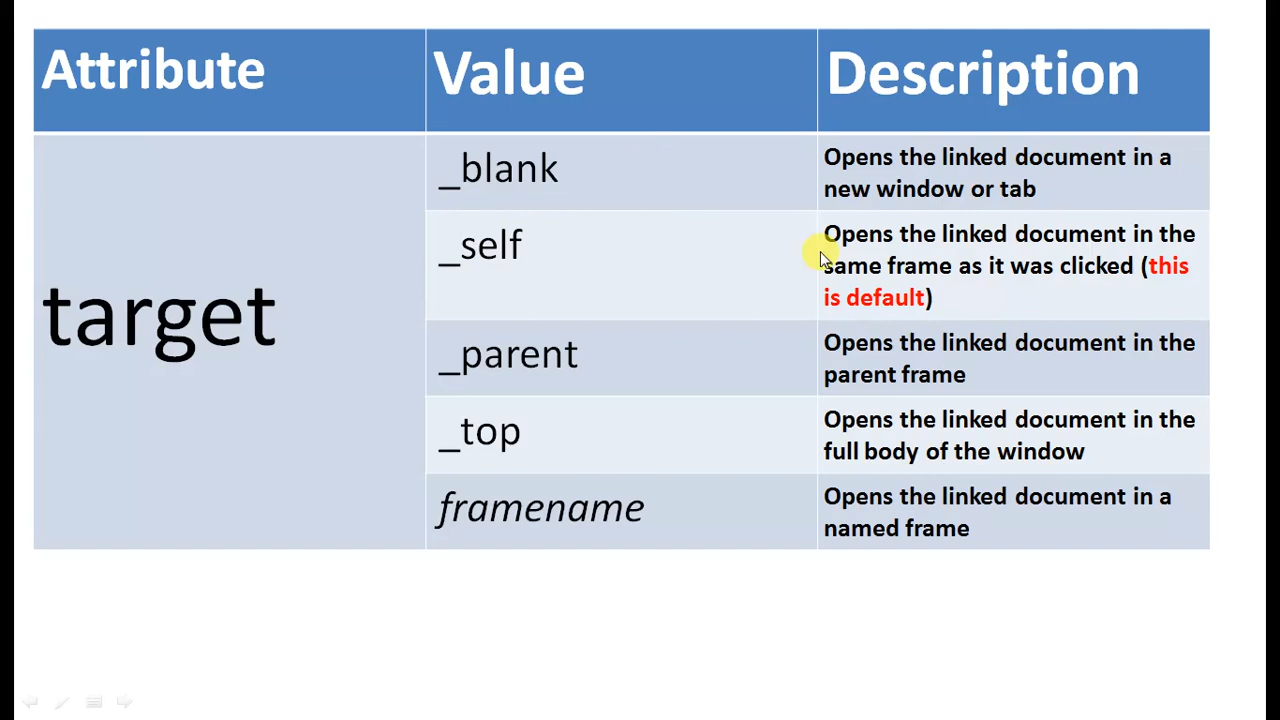 Attribute
Value
Description
target
_blank
Opens the linked document in a
new window or tab
_self
Opens the linked document in the
same frame as it was clicked (this
is default)
_parent
Opens the linked document in the
parent frame
_top
Opens the linked document in the
full body of the window
framename
Opens the linked document in a
named frame